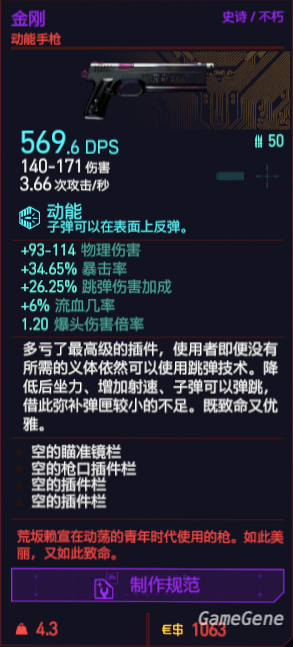 金刚
史诗 / 不朽
动能手枪
569.6 DPS
50
140-171 伤害
3.66 次攻击/秒
动能
子弹可以在表面上反弹。
+93-114 物理伤害
+34.65% 暴击率
+26.25% 跳弹伤害加成
+6% 流血几率
1.20 爆头伤害倍率
多亏了最高级的插件，使用者即便没有
所需的义体依然可以使用跳弹技术。降
低后坐力、增加射速、子弹可以弹跳，
借此弥补弹匣较小的不足。既致命又优
雅。
空的瞄准镜栏
空的枪口插件栏
空的插件栏
空的插件栏
空的插件栏
荒坂赖宣在动荡的青年时代使用的枪。如此美
丽，又如此致命。
制作规范
4.3
€$ 1063
GameGene